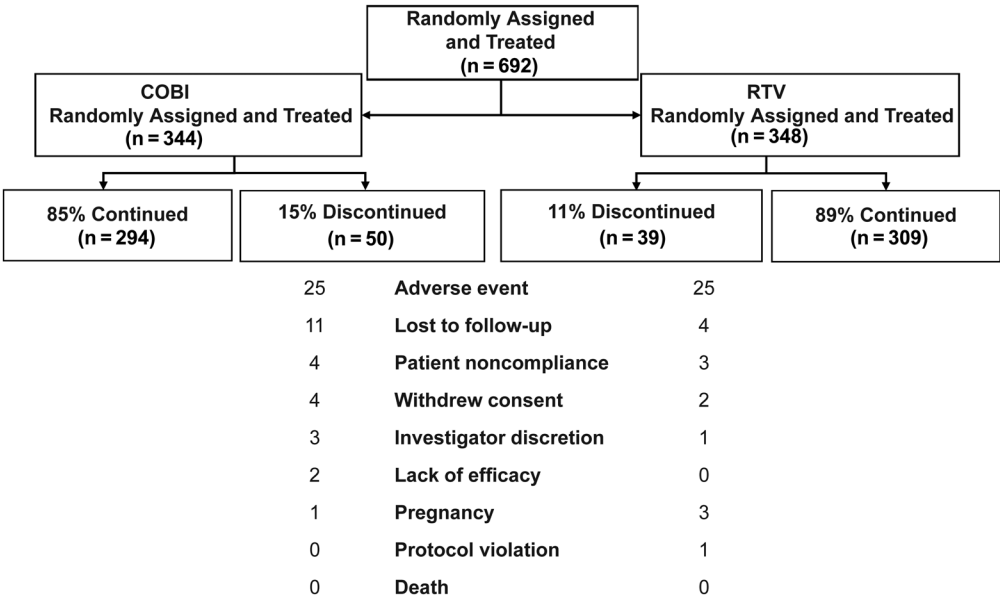 Randomly Assigned
and Treated
(n = 692)
COBI
Randomly Assigned and Treated
(n = 344)
RTV
Randomly Assigned and Treated
(n = 348)
85% Continued
(n = 294)
15% Discontinued
(n = 50)
11% Discontinued
(n = 39)
89% Continued
(n = 309)
25 Adverse event 25
11 Lost to follow-up 4
4 Patient noncompliance 3
4 Withdrew consent 2
3 Investigator discretion 1
2 Lack of efficacy 0
1 Pregnancy 3
0 Protocol violation 1
0 Death 0